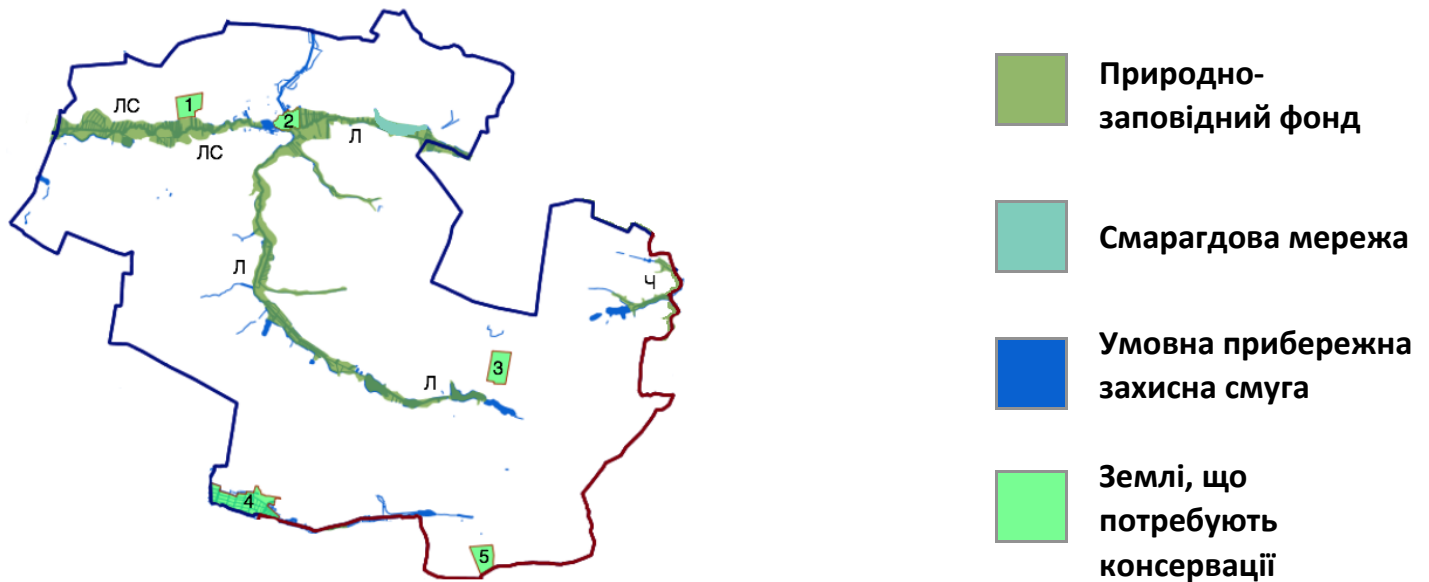 ЛС
1
2
Л
ЛС
Л
Ч
3
Л
4
5
Природно-
заповідний фонд
Смарагдова мережа
Умовна прибережна
захисна смуга
Землі, що
потребують
консервації